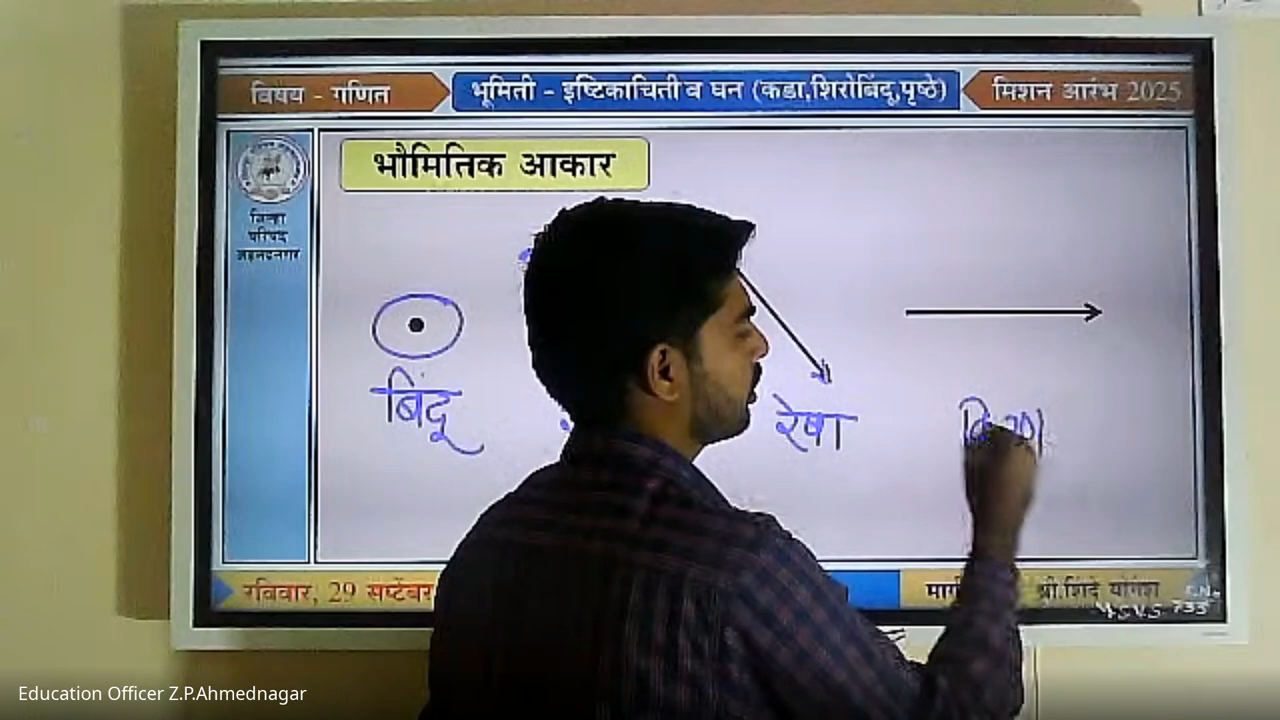 विषय - गणित
भूमिती - इष्टिकाचिती व घन (कडा,शिरोबिंदू,पृष्ठे)
मिशन आरंभ 2025
भौमितिक आकार
जिल्हा
परिषद
अहमदनगर
बिंदू
रेषा
किरण
रविवार, 29 सप्टेंबर
श्री.शिंदे योगेश
Education Officer Z.P.Ahmednagar